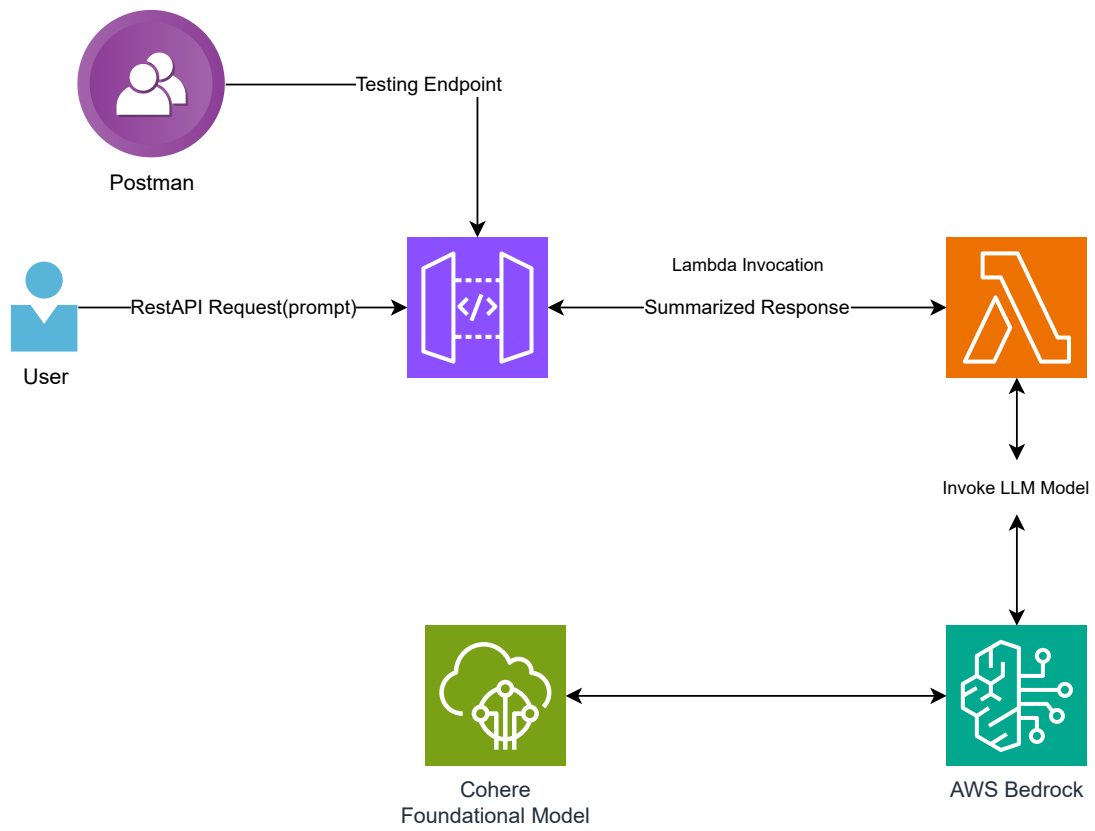 Testing Endpoint
Postman
Lambda Invocation
RestAPI Request(prompt)
</>
Summarized Response
User
Invoke LLM Model
Cohere
Foundational Model
AWS Bedrock